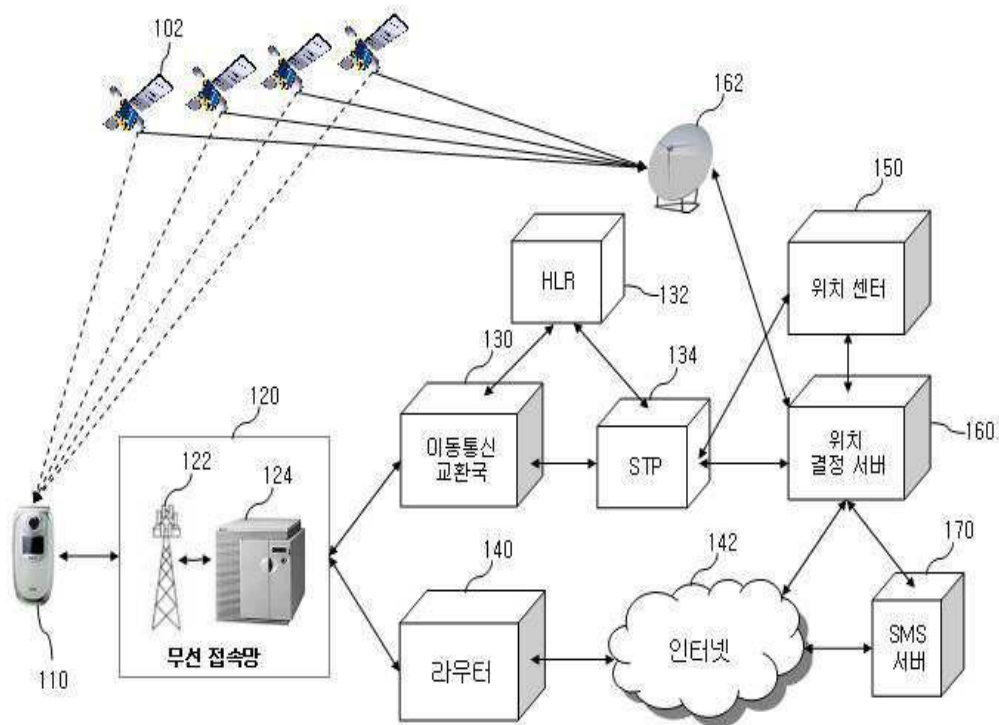 102
162
150
HLR
132
위치 센터
130
134
120
이동통신
교환국
STP
위치
결정 서버
160
122
124
140
142
170
110
무선 접속망
라우터
인터넷
SMS
서버